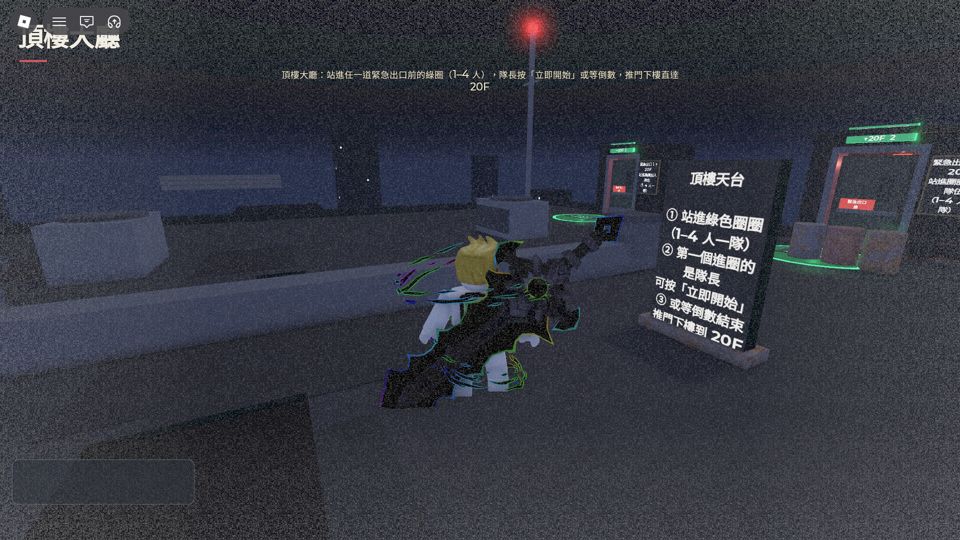 頂樓大廳
頂樓大廳：站進任一道緊急出口前的綠圈（1–4 人），隊長按「立即開始」或等倒數，推門下樓直達
20F
頂樓天台
① 站進綠色圈圈
（1–4 人一隊）
② 第一個進圈的
是隊長
可按「立即開始」
③ 或等倒數結束
推門下樓到 20F
緊急出口